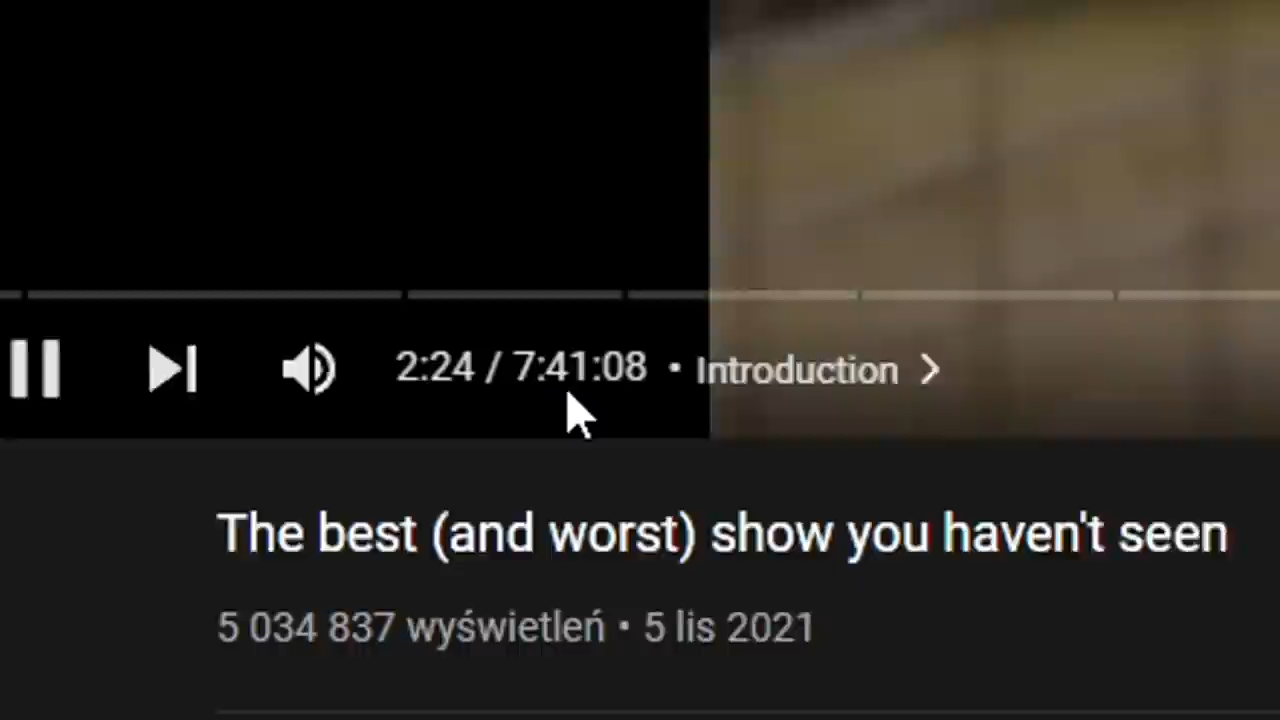 2:24 / 7:41:08 • Introduction
The best (and worst) show you haven't seen
5 034 837 wyświetleń • 5 lis 2021